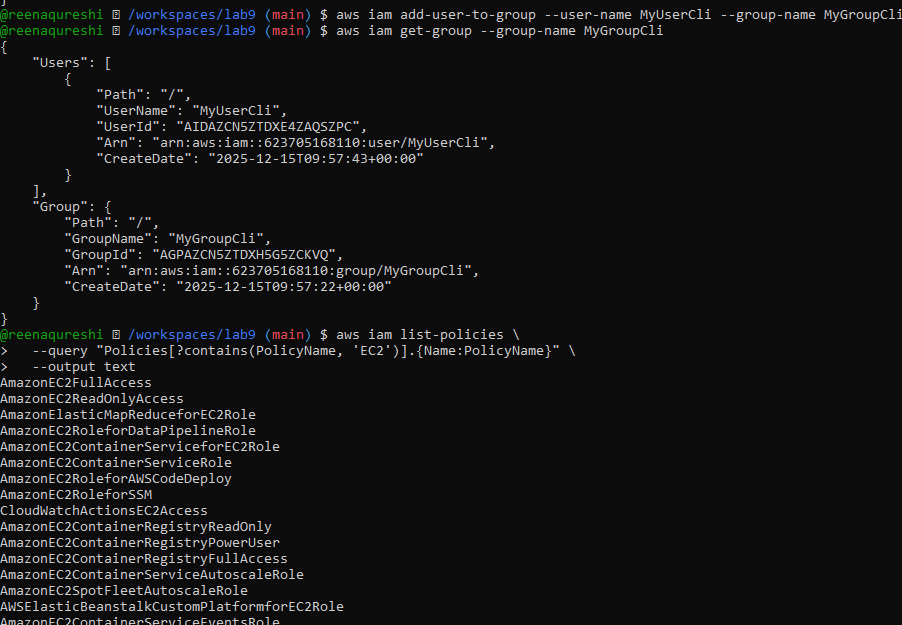 }
@reenaqureshi /workspaces/lab9 (main) $ aws iam add-user-to-group --user-name MyUserCli --group-name MyGroupCli
@reenaqureshi /workspaces/lab9 (main) $ aws iam get-group --group-name MyGroupCli
{
    "Users": [
        {
            "Path": "/",
            "UserName": "MyUserCli",
            "UserId": "AIDAZCN5ZTDXE4ZAQSZPC",
            "Arn": "arn:aws:iam::623705168110:user/MyUserCli",
            "CreateDate": "2025-12-15T09:57:43+00:00"
        }
    ],
    "Group": {
        "Path": "/",
        "GroupName": "MyGroupCli",
        "GroupId": "AGPAZCN5ZTDXH5G5ZCKVQ",
        "Arn": "arn:aws:iam::623705168110:group/MyGroupCli",
        "CreateDate": "2025-12-15T09:57:22+00:00"
    }
}
@reenaqureshi /workspaces/lab9 (main) $ aws iam list-policies \
>   --query "Policies[?contains(PolicyName, 'EC2')].{Name:PolicyName}" \
>   --output text
AmazonEC2FullAccess
AmazonEC2ReadOnlyAccess
AmazonElasticMapReduceforEC2Role
AmazonEC2RoleforDataPipelineRole
AmazonEC2ContainerServiceforEC2Role
AmazonEC2ContainerServiceRole
AmazonEC2RoleforAWSCodeDeploy
AmazonEC2RoleforSSM
CloudWatchActionsEC2Access
AmazonEC2ContainerRegistryReadOnly
AmazonEC2ContainerRegistryPowerUser
AmazonEC2ContainerRegistryFullAccess
AmazonEC2ContainerServiceAutoscaleRole
AmazonEC2SpotFleetAutoscaleRole
AWSElasticBeanstalkCustomPlatformforEC2Role
AmazonEC2ContainerServiceEventsRole